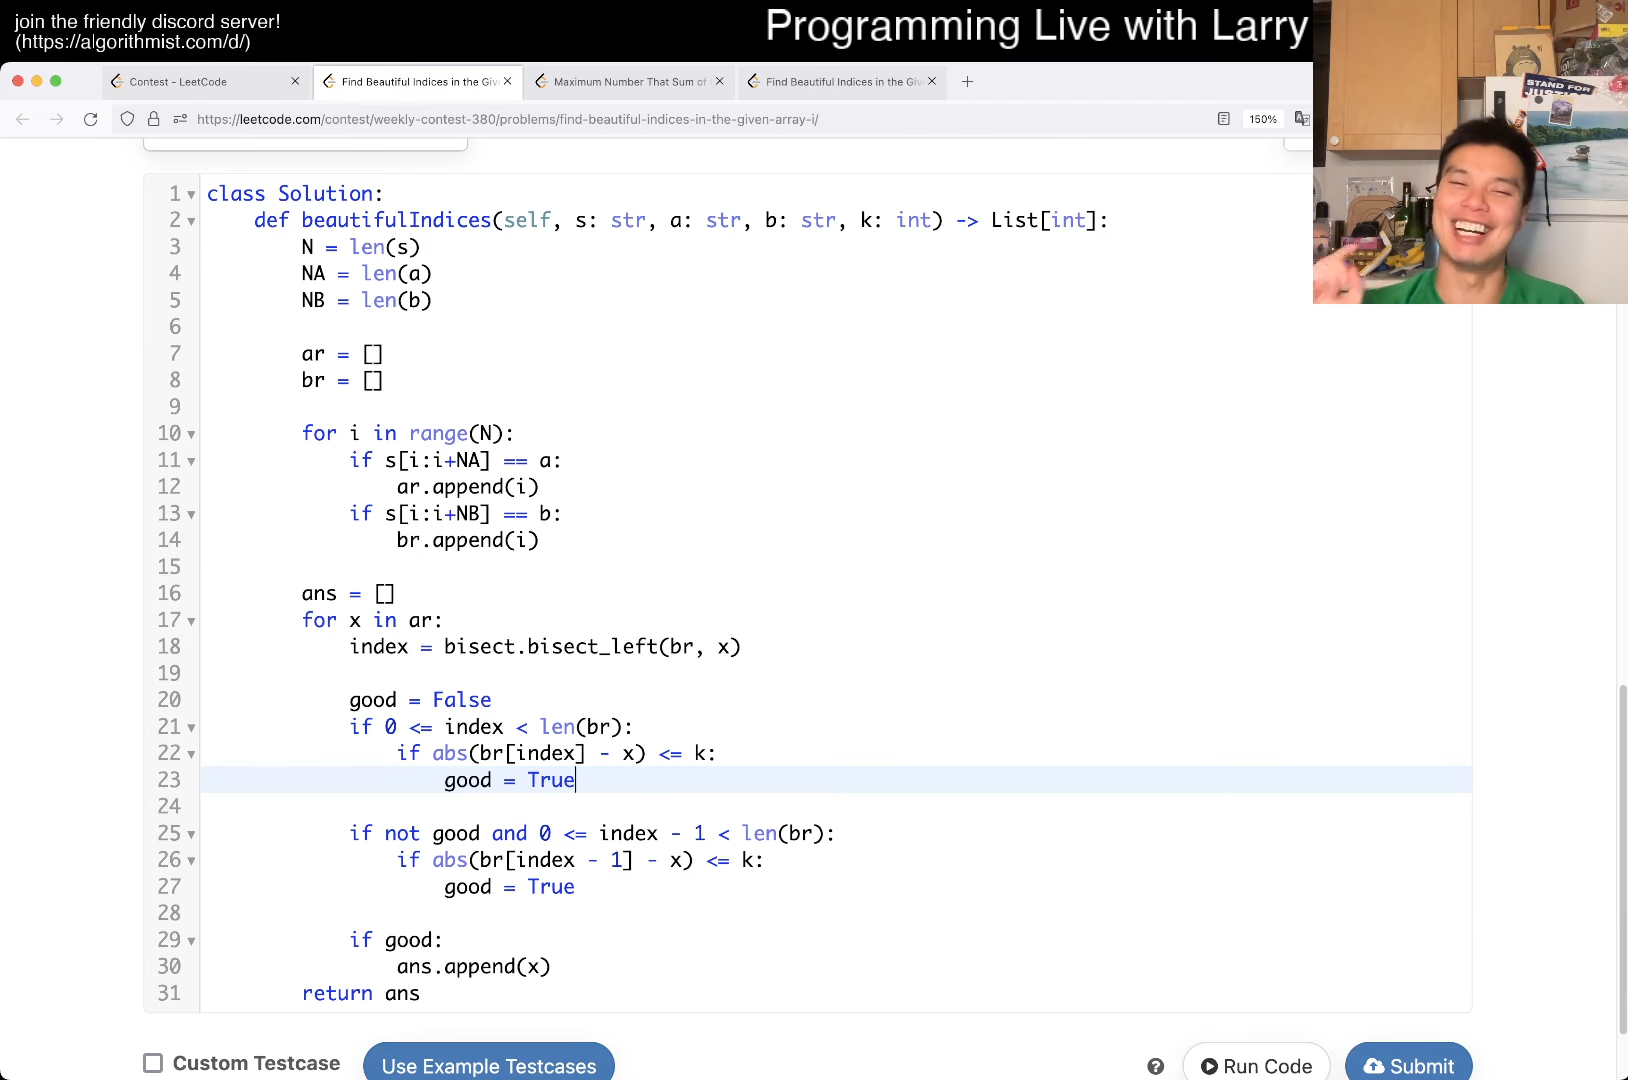 join the friendly discord server!
(https://algorithmist.com/d/)
Programming Live with Larry
Contest - LeetCode
Find Beautiful Indices in the Giv
Maximum Number That Sum of
Find Beautiful Indices in the Giv
https://leetcode.com/contest/weekly-contest-380/problems/find-beautiful-indices-in-the-given-array-i/
150%
STAND FOR
1 class Solution:
2 def beautifulIndices(self, s: str, a: str, b: str, k: int) -> List[int]:
3 N = len(s)
4 NA = len(a)
5 NB = len(b)
6
7 ar = []
8 br = []
9
10 for i in range(N):
11 if s[i:i+NA] == a:
12 ar.append(i)
13 if s[i:i+NB] == b:
14 br.append(i)
15
16 ans = []
17 for x in ar:
18 index = bisect.bisect_left(br, x)
19
20 good = False
21 if 0 <= index < len(br):
22 if abs(br[index] - x) <= k:
23 good = True
24
25 if not good and 0 <= index - 1 < len(br):
26 if abs(br[index - 1] - x) <= k:
27 good = True
28
29 if good:
30 ans.append(x)
31 return ans
Custom Testcase
Use Example Testcases
?
Run Code
Submit